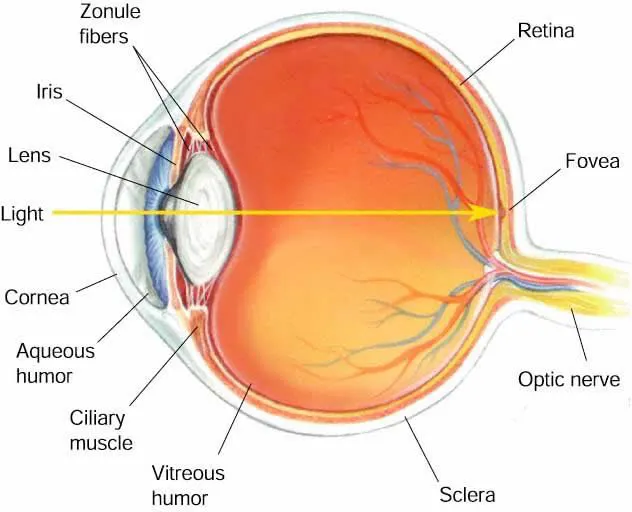 Zonule
fibers
Retina
Iris
Lens
Fovea
Light
Cornea
Aqueous
humor
Optic nerve
Ciliary
muscle
Vitreous
humor
Sclera